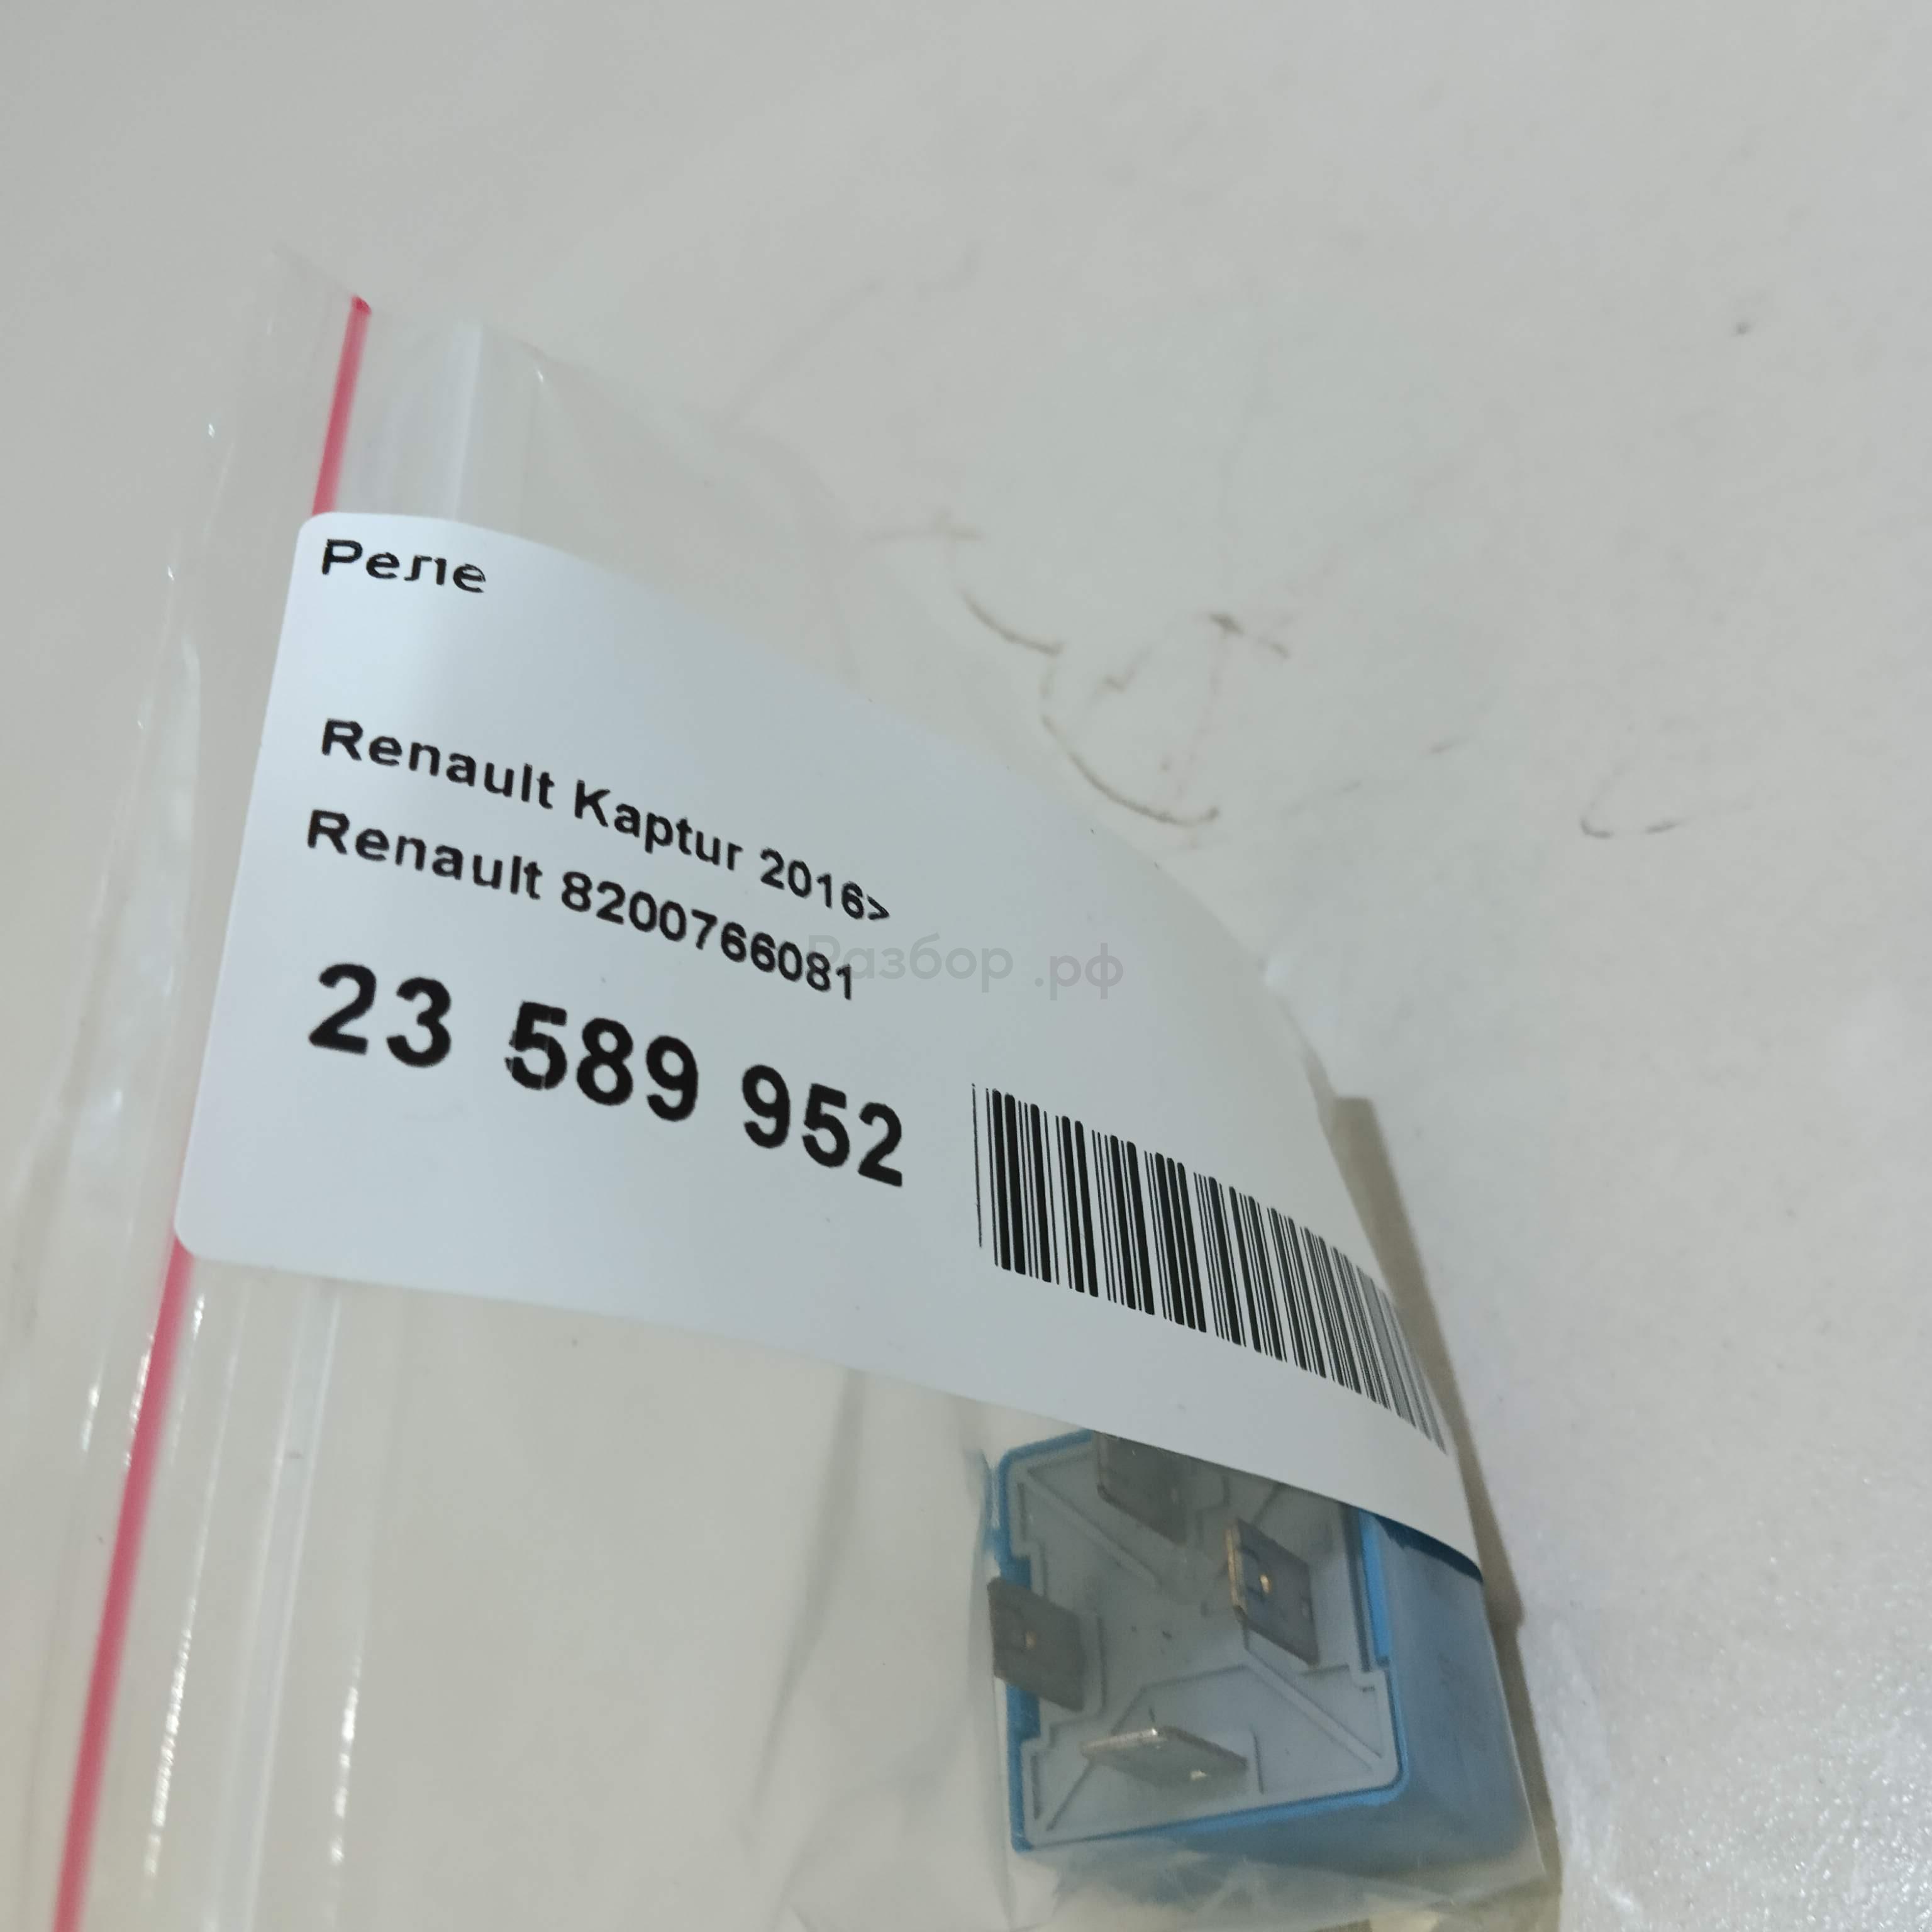 Реле
Renault Kaptur 2016>
Renault 8200766081
Разбор.рф
23 589 952